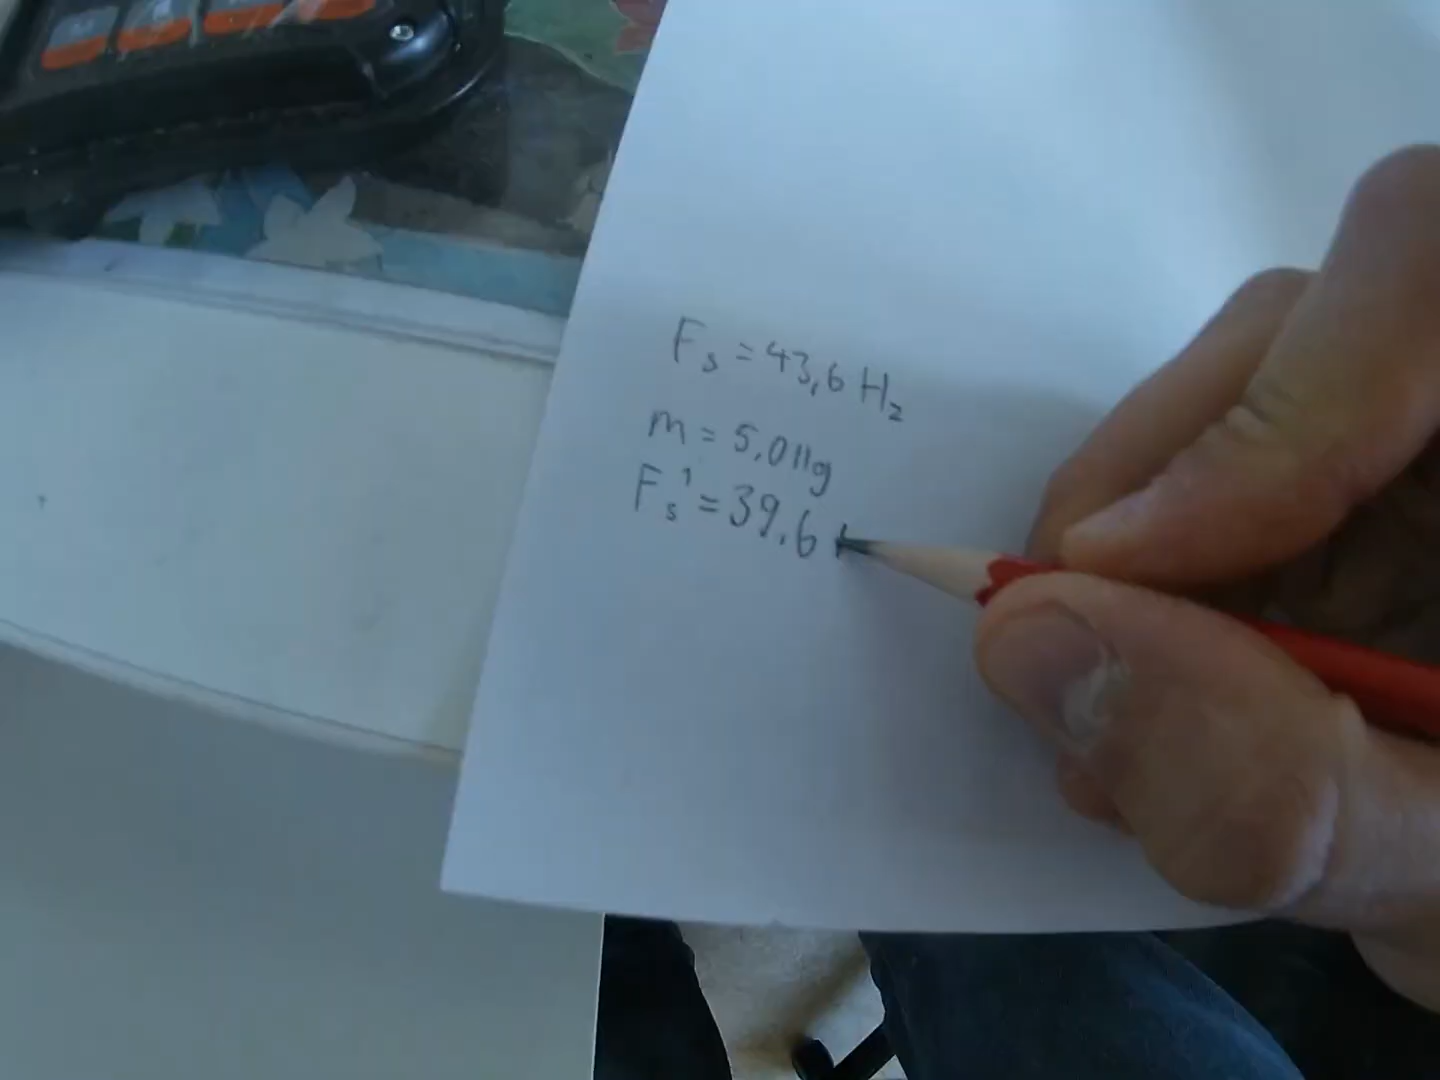 Fs = 43,6 Hz
m = 5,011g
Fs' = 39,6